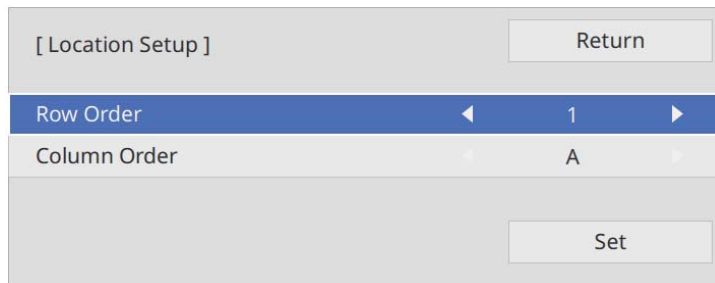 [ Location Setup ]
Return
Row Order 1
Column Order A
Set